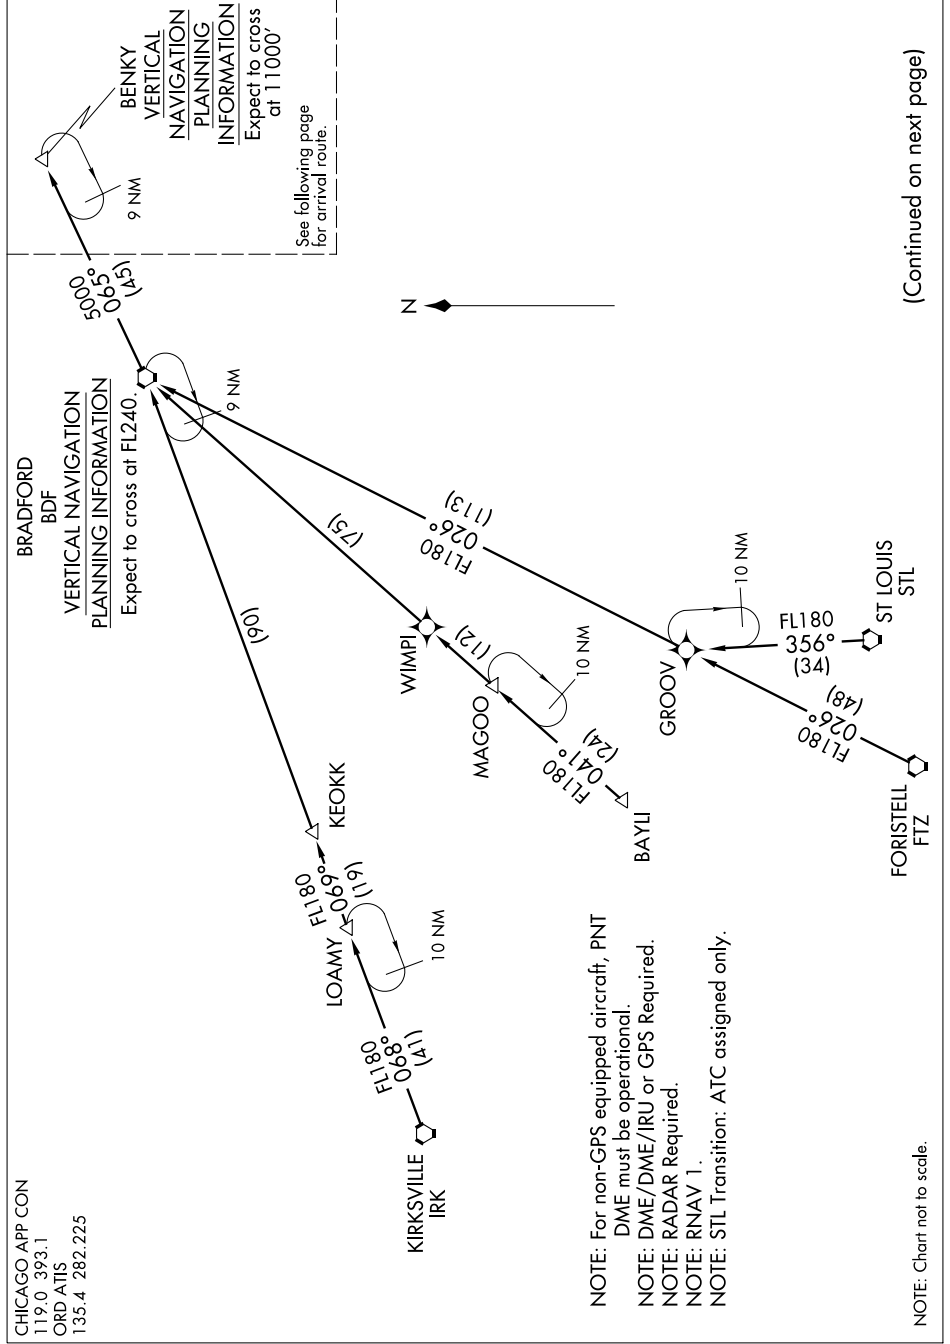 CHICAGO APP CON
119.0 393.1
ORD ATIS
135.4 282.225
BRADFORD
BDF
VERTICAL NAVIGATION
PLANNING INFORMATION
Expect to cross at FL240.
BENKY
VERTICAL
NAVIGATION
PLANNING
INFORMATION
Expect to cross
at 11000'
9 NM
See following page
for arrival route.
5000
065°
(45)
9 NM
N
(90)
KEOKK
FL180
069°
(19)
LOAMY
10 NM
FL180
068°
(41)
KIRKSVILLE
IRK
(75)
WIMPI
(12)
MAGOO
10 NM
FL180
041°
(24)
BAYLI
FL180
026°
(113)
GROOV
10 NM
FL180
356°
(34)
ST LOUIS
STL
FL180
026°
(48)
FORISTELL
FTZ
NOTE: For non-GPS equipped aircraft, PNT
DME must be operational.
NOTE: DME/DME/IRU or GPS Required.
NOTE: RADAR Required.
NOTE: RNAV 1.
NOTE: STL Transition: ATC assigned only.
NOTE: Chart not to scale.
(Continued on next page)